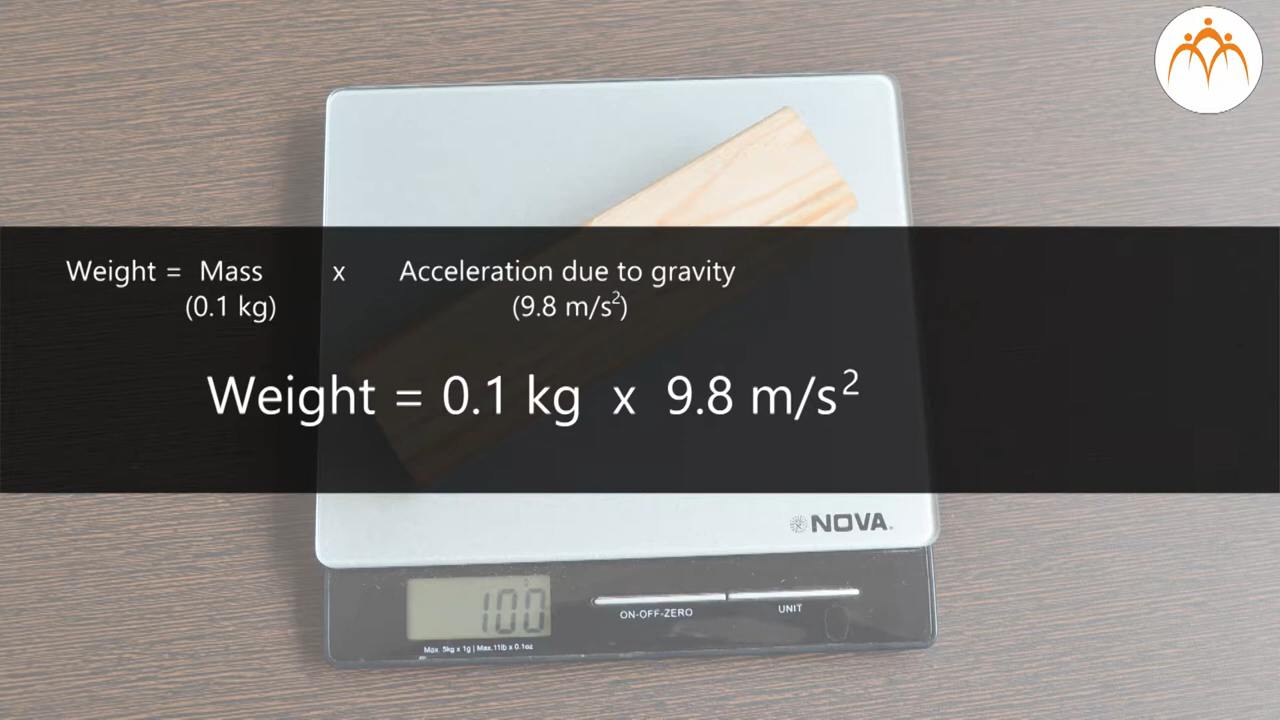 Weight = Mass x Acceleration due to gravity
(0.1 kg) (9.8 m/s²)
Weight = 0.1 kg x 9.8 m/s²
NOVA
100
ON-OFF-ZERO UNIT
Max. 5kg x 1g | Max.11lb x 0.1oz